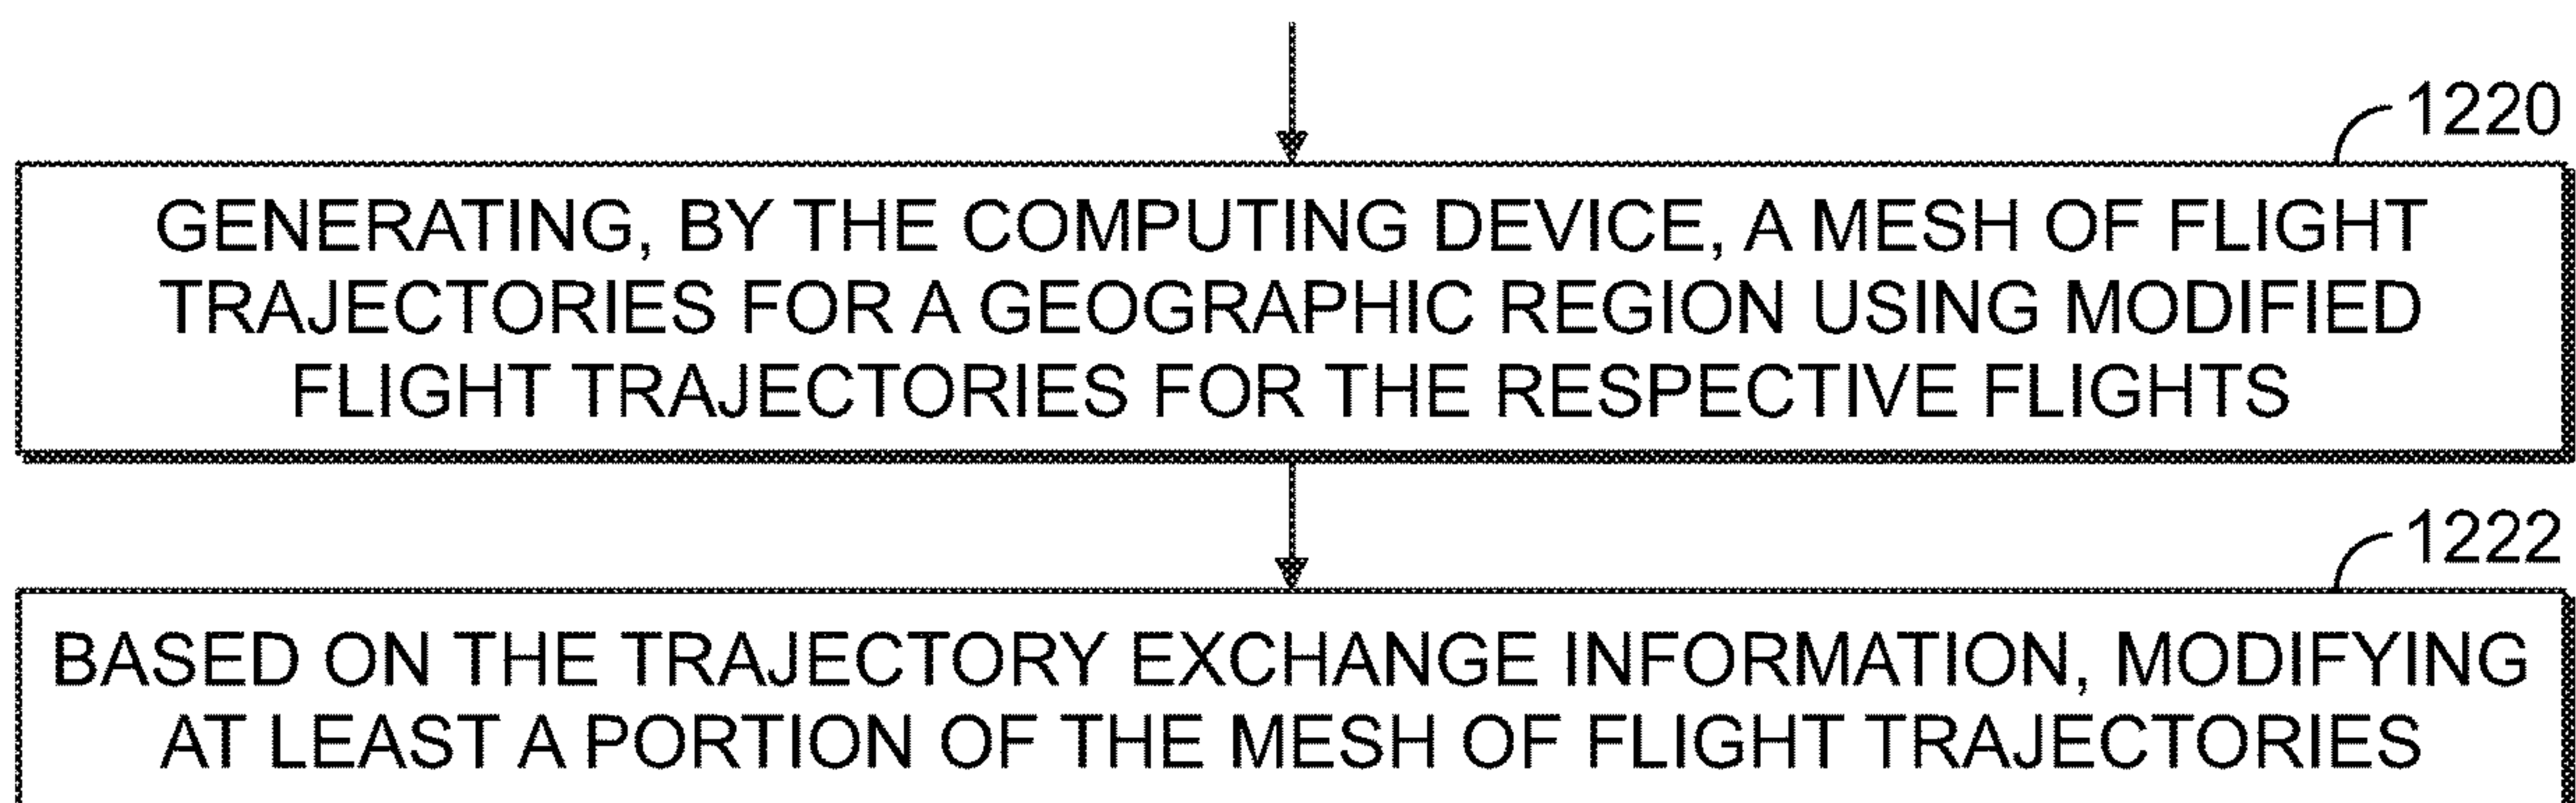 1220
GENERATING, BY THE COMPUTING DEVICE, A MESH OF FLIGHT
TRAJECTORIES FOR A GEOGRAPHIC REGION USING MODIFIED
FLIGHT TRAJECTORIES FOR THE RESPECTIVE FLIGHTS
1222
BASED ON THE TRAJECTORY EXCHANGE INFORMATION, MODIFYING
AT LEAST A PORTION OF THE MESH OF FLIGHT TRAJECTORIES